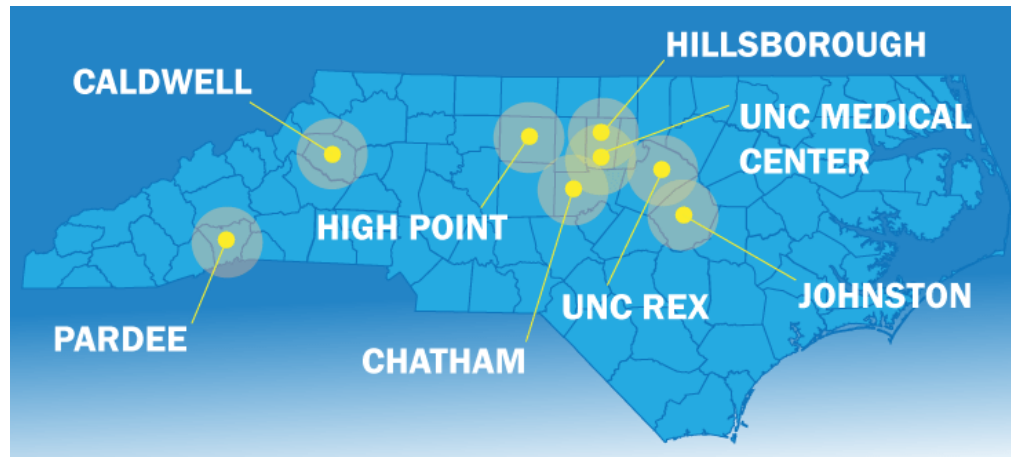 HILLSBOROUGH
CALDWELL
UNC MEDICAL
CENTER
HIGH POINT
JOHNSTON
UNC REX
PARDEE
CHATHAM